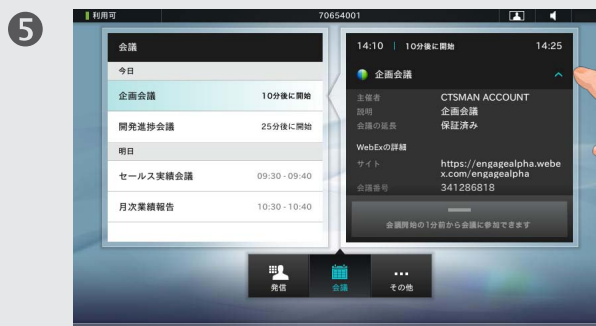 5
利用可
70654001
会議
今日
企画会議 10分後に開始
開発進捗会議 25分後に開始
明日
セールス実績会議 09:30 - 09:40
月次業績報告 10:30 - 10:40
14:10 | 10分後に開始 14:25
企画会議
主催者 CTSMAN ACCOUNT
説明 企画会議
会議の延長 保証済み
WebExの詳細
サイト https://engagealpha.webe
x.com/engagealpha
会議番号 341286818
会議開始の1分前から会議に参加できます
発信
会議
その他